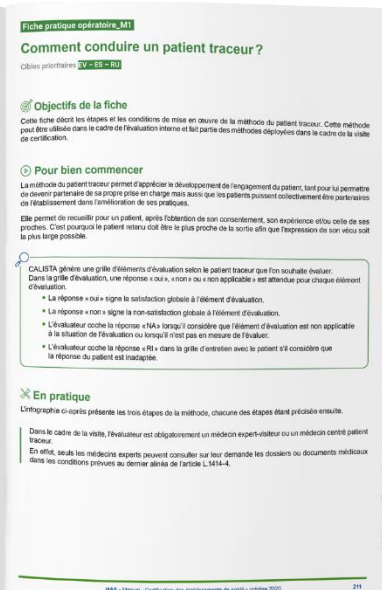 Fiche pratique opératoire_M1
Comment conduire un patient traceur ?
Cibles prioritaires EV – ES – RU
Objectifs de la fiche
Cette fiche décrit les étapes et les conditions de mise en œuvre de la méthode du patient traceur. Cette méthode
peut être utilisée dans le cadre de l'évaluation interne et fait partie des méthodes déployées dans le cadre de la visite
de certification.
Pour bien commencer
La méthode du patient traceur permet d'apprécier le développement de l'engagement du patient, tant pour lui permettre
de devenir partenaire de sa propre prise en charge mais aussi que les patients puissent collectivement être partenaires
de l'établissement dans l'amélioration de ses pratiques.
Elle permet de recueillir pour un patient, après l'obtention de son consentement, son expérience et/ou celle de ses
proches. C'est pourquoi le patient retenu doit être le plus proche de la sortie afin que l'expression de son vécu soit
la plus large possible.
CALISTA génère une grille d'éléments d'évaluation selon le patient traceur que l'on souhaite évaluer.
Dans la grille d'évaluation, une réponse « oui », « non » ou « non applicable » est attendue pour chaque élément
d'évaluation.
• La réponse « oui » signe la satisfaction globale à l'élément d'évaluation.
• La réponse « non » signe la non-satisfaction globale à l'élément d'évaluation.
• L'évaluateur coche la réponse « NA » lorsqu'il considère que l'élément d'évaluation est non applicable
à la situation de l'évaluation ou lorsqu'il n'est pas en mesure de l'évaluer.
• L'évaluateur coche la réponse « RI » dans la grille d'entretien avec le patient s'il considère que
la réponse du patient est inadaptée.
En pratique
L'infographie ci-après présente les trois étapes de la méthode, chacune des étapes étant précisée ensuite.
Dans le cadre de la visite, l'évaluateur est obligatoirement un médecin expert-visiteur ou un médecin centré patient
traceur.
En effet, seuls les médecins experts peuvent consulter sur leur demande les dossiers ou documents médicaux
dans les conditions prévues au dernier alinéa de l'article L.1414-4.
HAS • Manuel - Certification des établissements de santé • octobre 2020
211